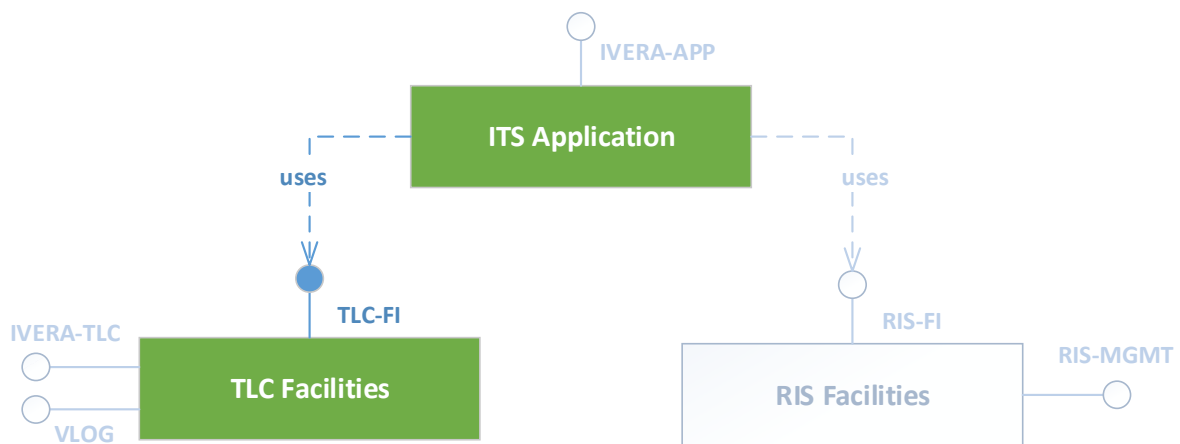 IVERA-APP
ITS Application
uses
uses
TLC-FI
RIS-FI
IVERA-TLC
RIS-MGMT
TLC Facilities
RIS Facilities
VLOG